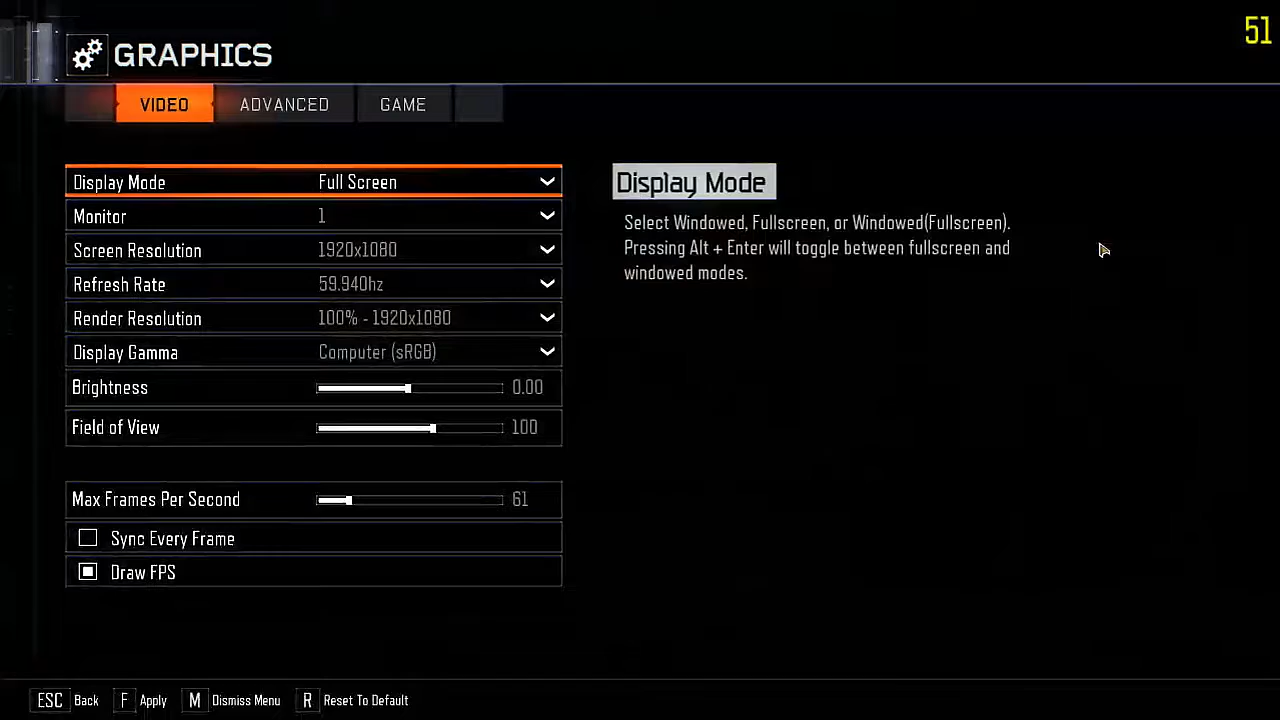 51
GRAPHICS
VIDEO ADVANCED GAME
Display Mode Full Screen
Monitor 1
Screen Resolution 1920x1080
Refresh Rate 59.940hz
Render Resolution 100% - 1920x1080
Display Gamma Computer (sRGB)
Brightness 0.00
Field of View 100
Max Frames Per Second 61
Sync Every Frame
Draw FPS
Display Mode
Select Windowed, Fullscreen, or Windowed(Fullscreen).
Pressing Alt + Enter will toggle between fullscreen and
windowed modes.
ESC Back F Apply M Dismiss Menu R Reset To Default